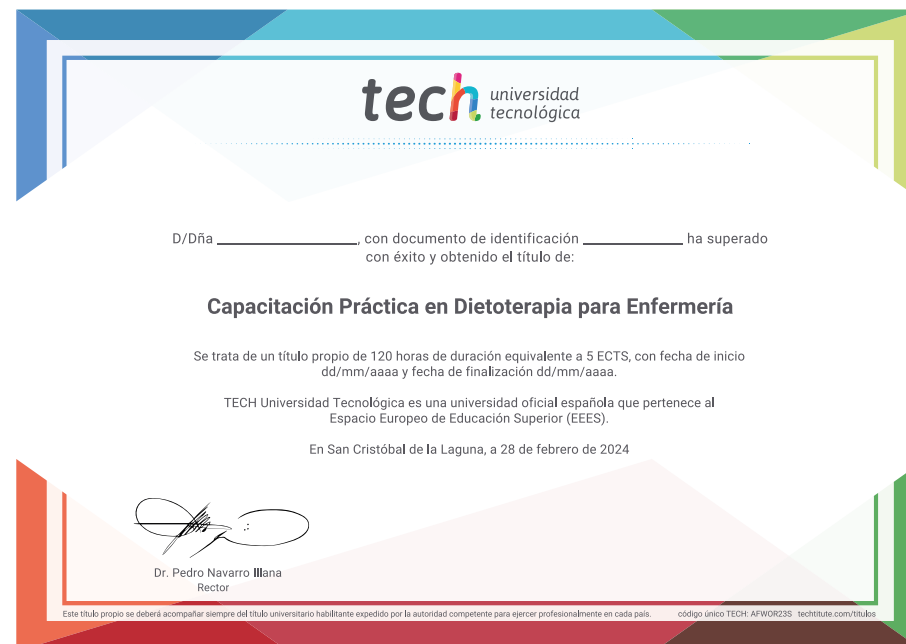 tech universidad
tecnológica
D/Dña ____________________, con documento de identificación ______________ ha superado
con éxito y obtenido el título de:
Capacitación Práctica en Dietoterapia para Enfermería
Se trata de un título propio de 120 horas de duración equivalente a 5 ECTS, con fecha de inicio
dd/mm/aaaa y fecha de finalización dd/mm/aaaa.
TECH Universidad Tecnológica es una universidad oficial española que pertenece al
Espacio Europeo de Educación Superior (EEES).
En San Cristóbal de la Laguna, a 28 de febrero de 2024
Dr. Pedro Navarro Illana
Rector
Este título propio se deberá acompañar siempre del título universitario habilitante expedido por la autoridad competente para ejercer profesionalmente en cada país. código único TECH: AFWOR23S techtitute.com/titulos